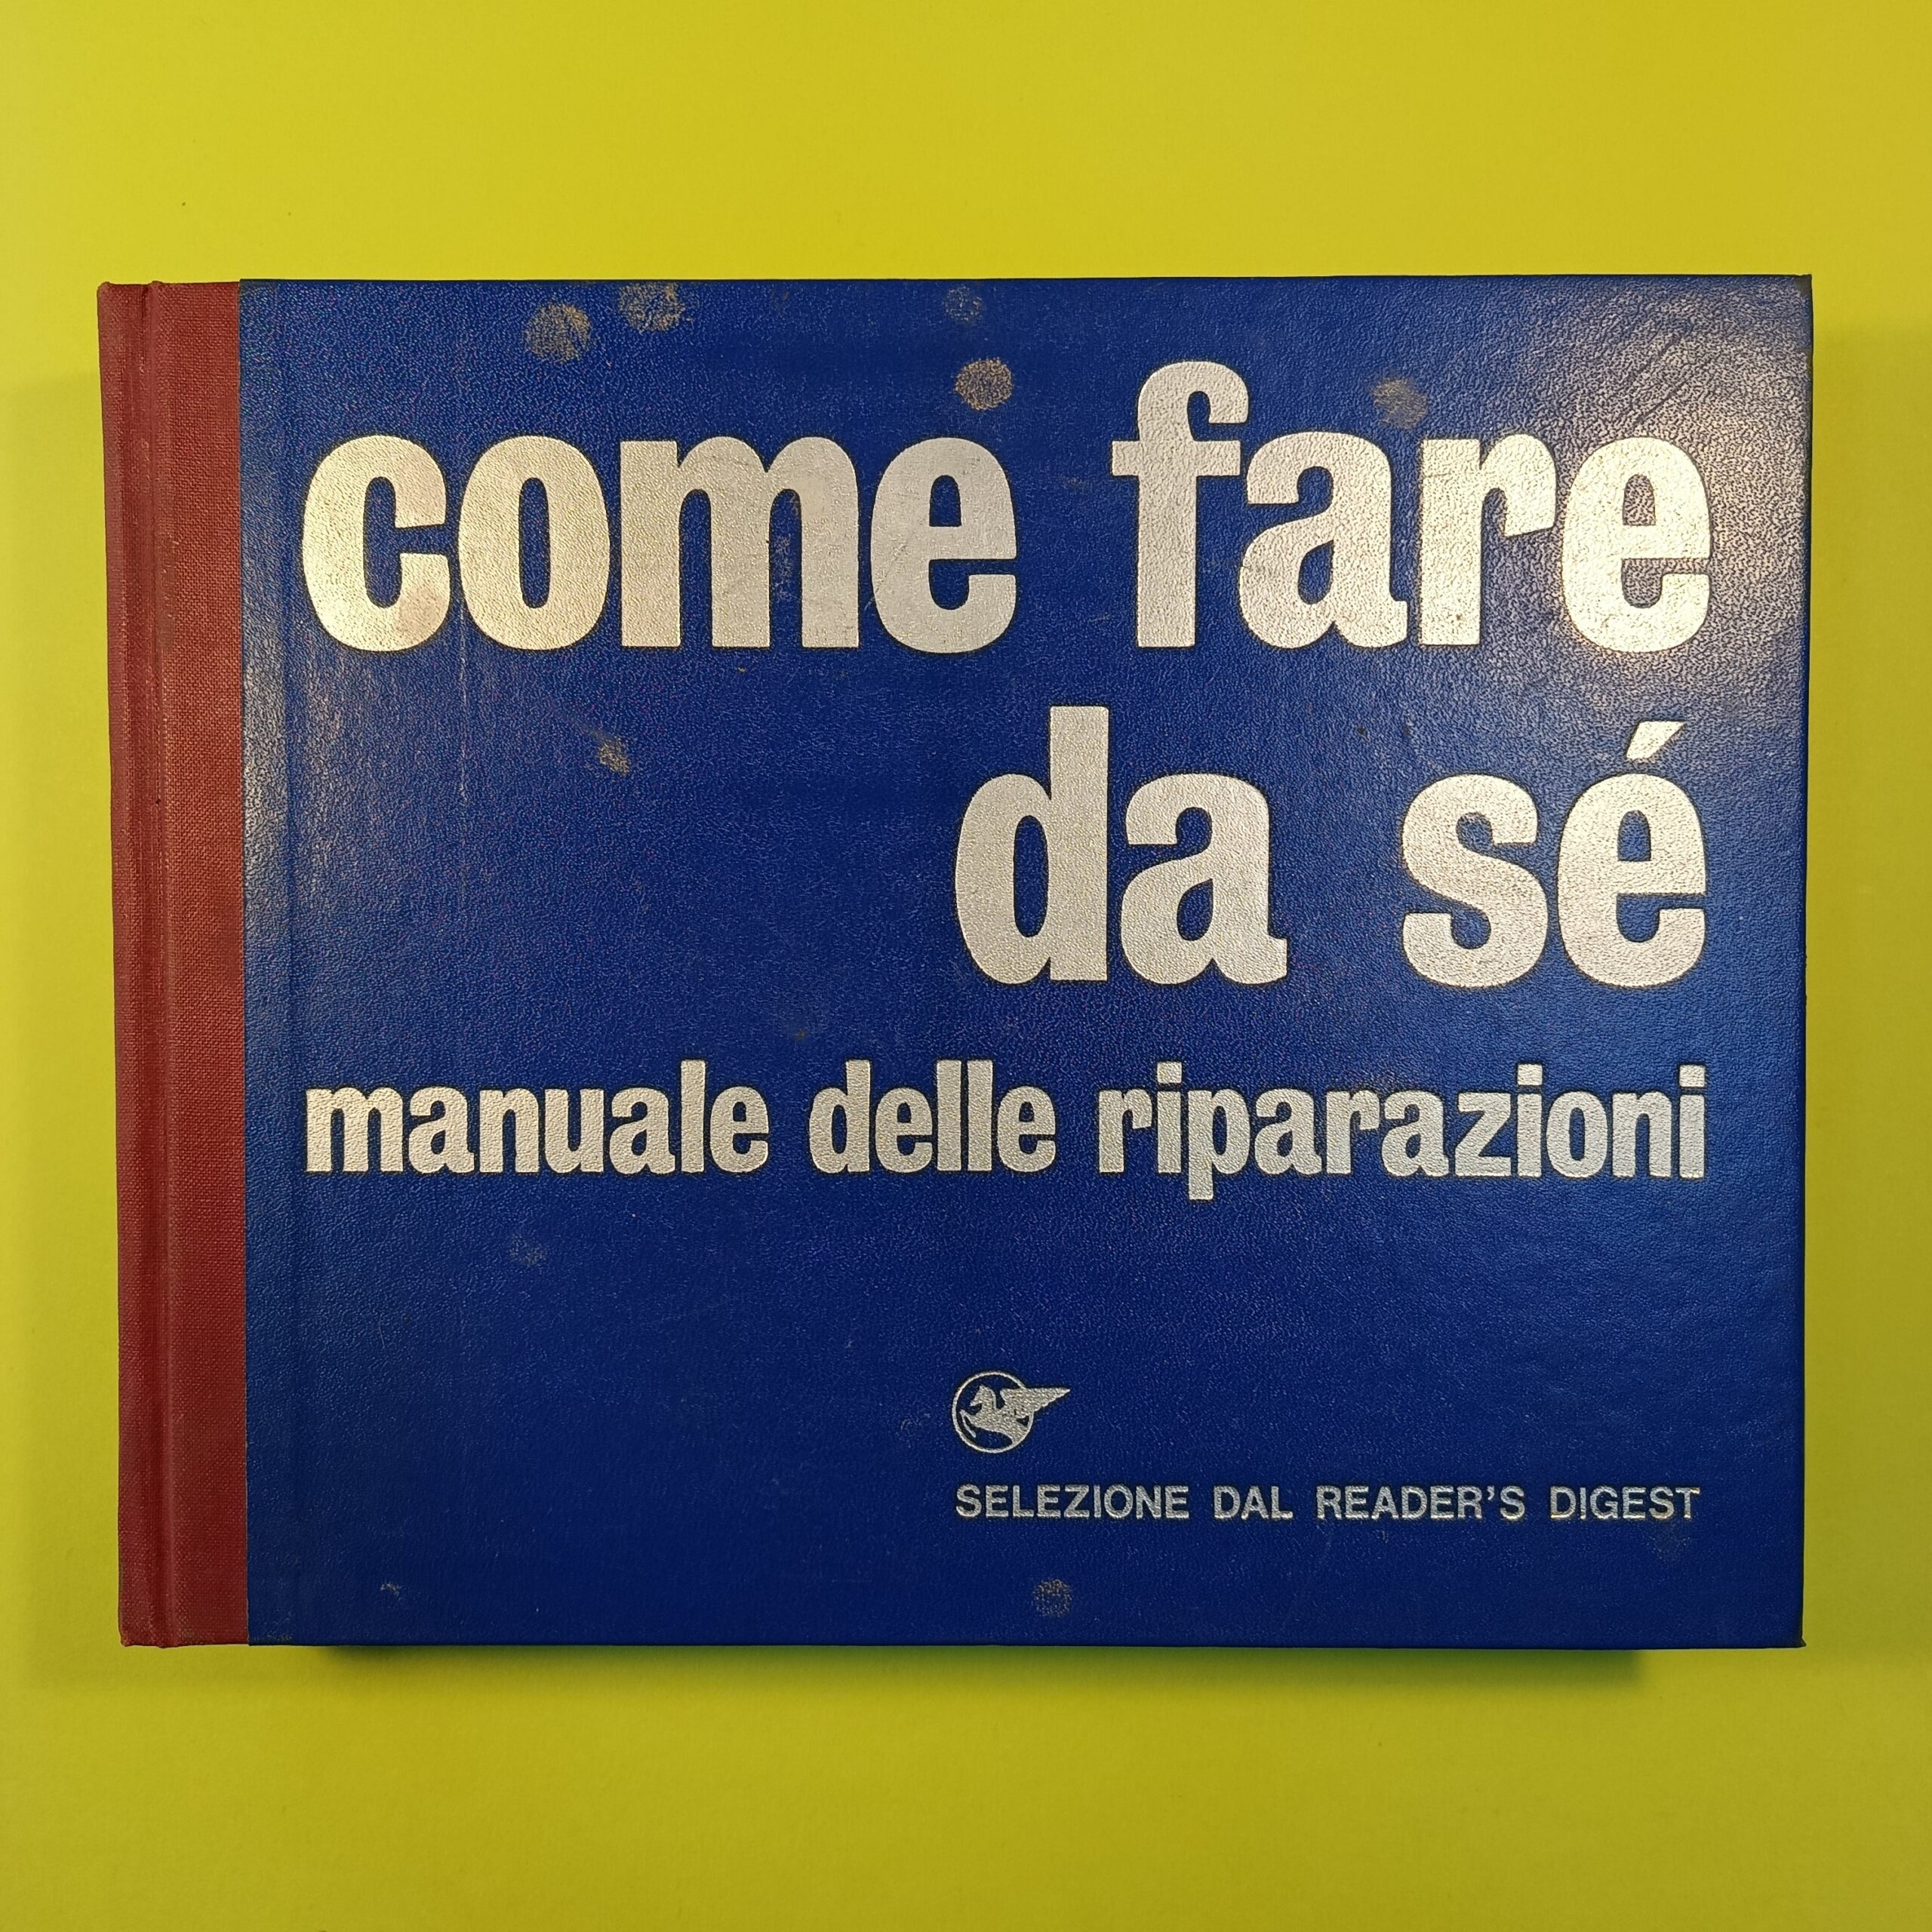 come fare
da sé
manuale delle riparazioni
SELEZIONE DAL READER'S DIGEST